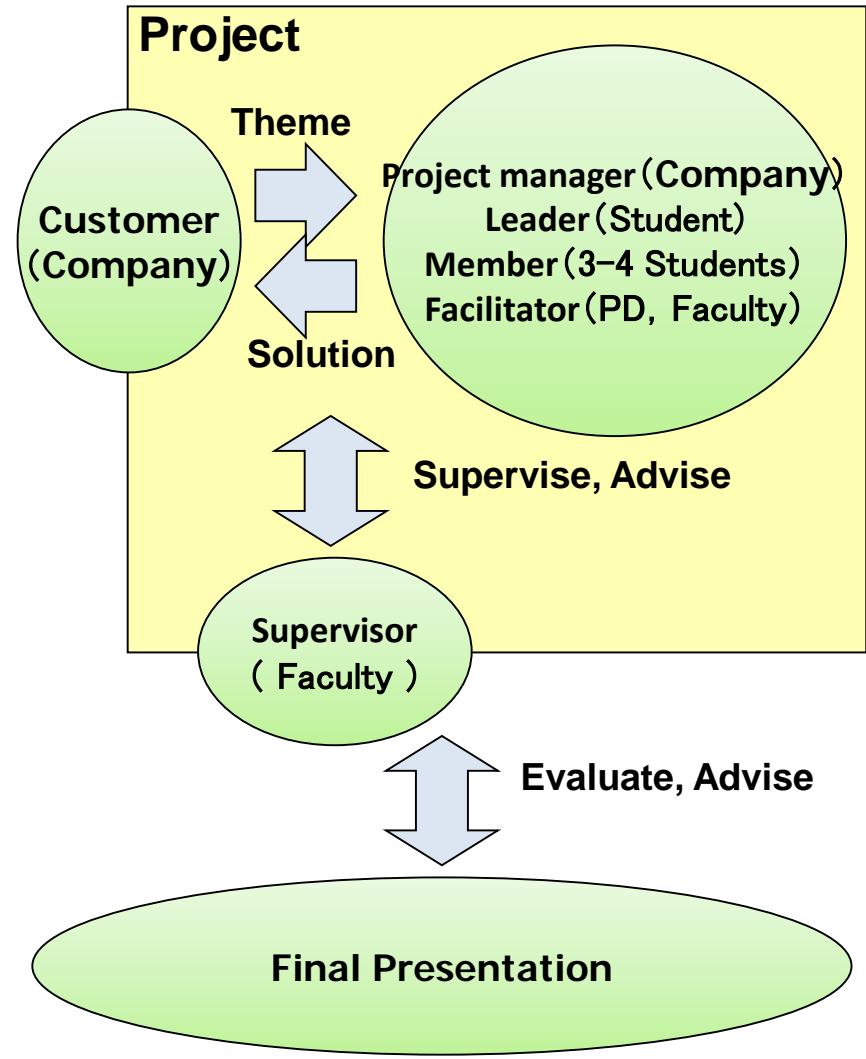 Project
Theme
Customer
（Company）
Project manager（Company）
Leader（Student）
Member（3−4 Students）
Facilitator（PD，Faculty）
Solution
Supervise, Advise
Supervisor
（ Faculty ）
Evaluate, Advise
Final Presentation